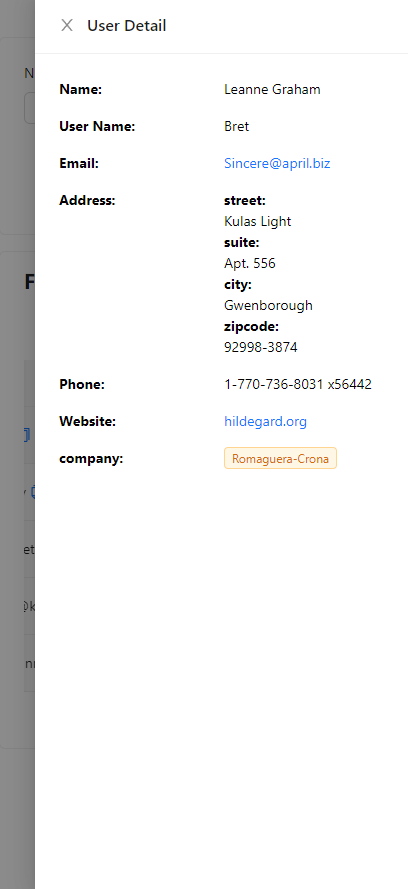 User Detail
Name: Leanne Graham
User Name: Bret
Email: Sincere@april.biz
Address: street:
Kulas Light
suite:
Apt. 556
city:
Gwenborough
zipcode:
92998-3874
Phone: 1-770-736-8031 x56442
Website: hildegard.org
company: Romaguera-Crona